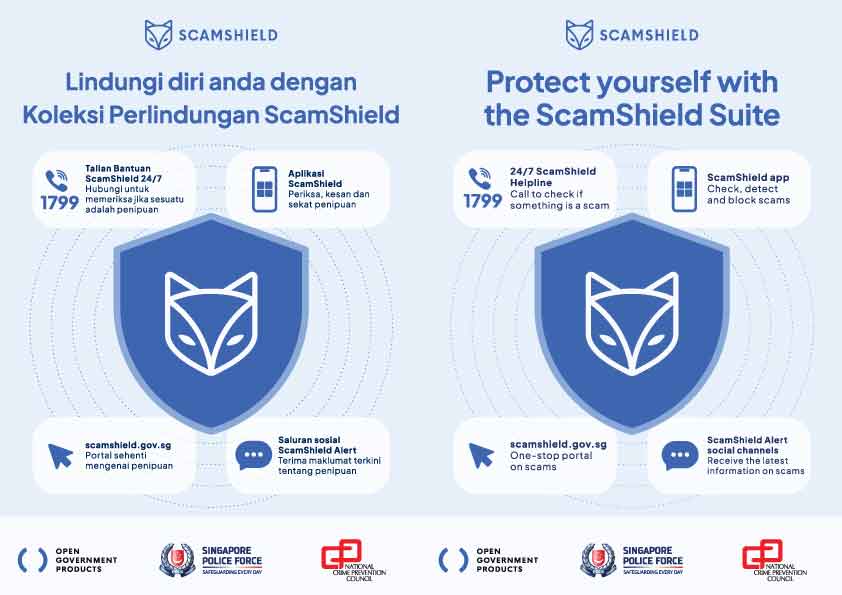 SCAMSHIELD
Lindungi diri anda dengan
Koleksi Perlindungan ScamShield
Talian Bantuan
ScamShield 24/7
Hubungi untuk
memeriksa jika sesuatu
adalah penipuan
1799
Aplikasi
ScamShield
Periksa, kesan dan
sekat penipuan
scamshield.gov.sg
Portal sehenti
mengenai penipuan
Saluran sosial
ScamShield Alert
Terima maklumat terkini
tentang penipuan
OPEN
GOVERNMENT
PRODUCTS
SINGAPORE
POLICE FORCE
SAFEGUARDING EVERY DAY
NATIONAL
CRIME PREVENTION
COUNCIL
SCAMSHIELD
Protect yourself with
the ScamShield Suite
24/7 ScamShield
Helpline
Call to check if
something is a scam
1799
ScamShield app
Check, detect
and block scams
scamshield.gov.sg
One-stop portal
on scams
ScamShield Alert
social channels
Receive the latest
information on scams
OPEN
GOVERNMENT
PRODUCTS
SINGAPORE
POLICE FORCE
SAFEGUARDING EVERY DAY
NATIONAL
CRIME PREVENTION
COUNCIL